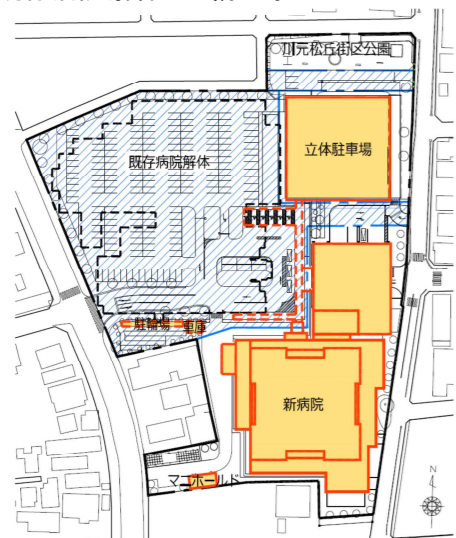 川元松丘街区公園
立体駐車場
既存病院解体
駐輪場
車庫
新病院
マニホールド
N